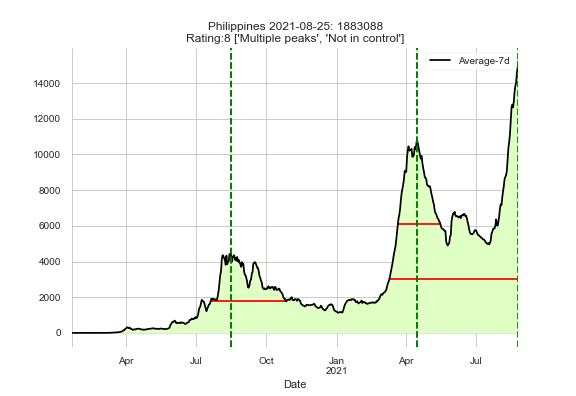 Philippines 2021-08-25: 1883088
Rating:8 ['Multiple peaks', 'Not in control']
Average-7d
14000
12000
10000
8000
6000
4000
2000
0
Apr Jul Oct Jan Apr Jul
2021
Date